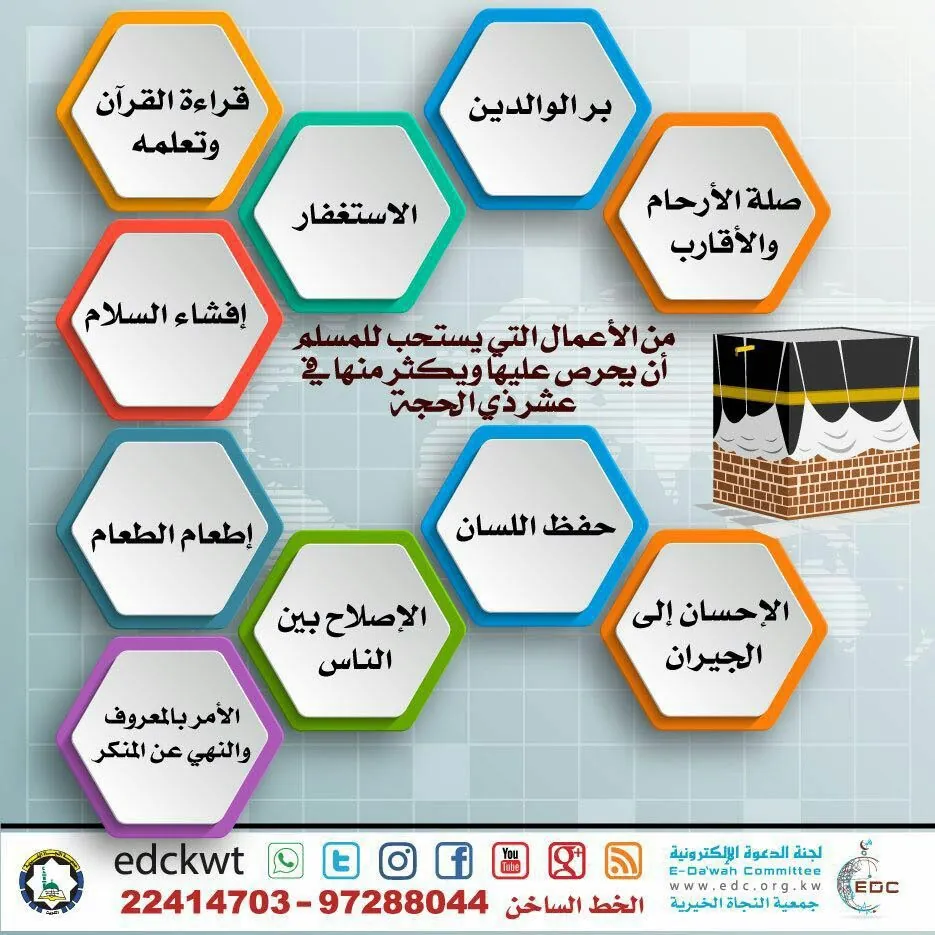 بر الوالدين
صلة الأرحام
والأقارب
قراءة القرآن
وتعلمه
الاستغفار
إفشاء السلام
من الأعمال التي يستحب للمسلم
أن يحرص عليها ويكثر منها في
عشر ذي الحجة
حفظ اللسان
الإحسان إلى
الجيران
إطعام الطعام
الإصلاح بين
الناس
الأمر بالمعروف
والنهي عن المنكر
edckwt
You
Tube
لجنة الدعوة الإلكترونية
E-Da'wah Committee
www.edc.org.kw
جمعية النجاة الخيرية
EDC
الخط الساخن 97288044 - 22414703